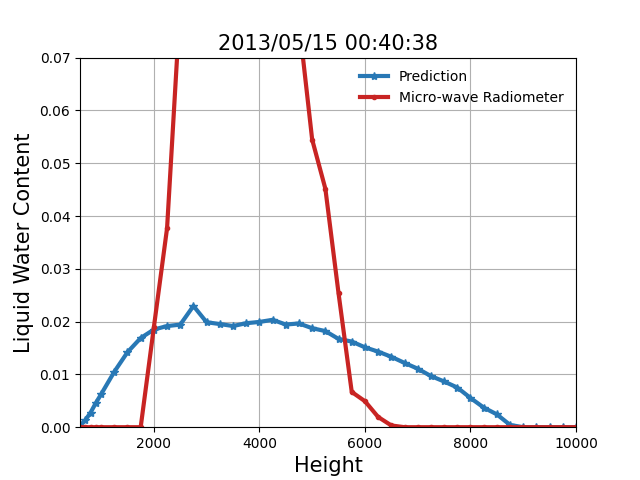 2013/05/15 00:40:38
Prediction
Micro-wave Radiometer
Liquid Water Content
0.07
0.06
0.05
0.04
0.03
0.02
0.01
0.00
2000 4000 6000 8000 10000
Height